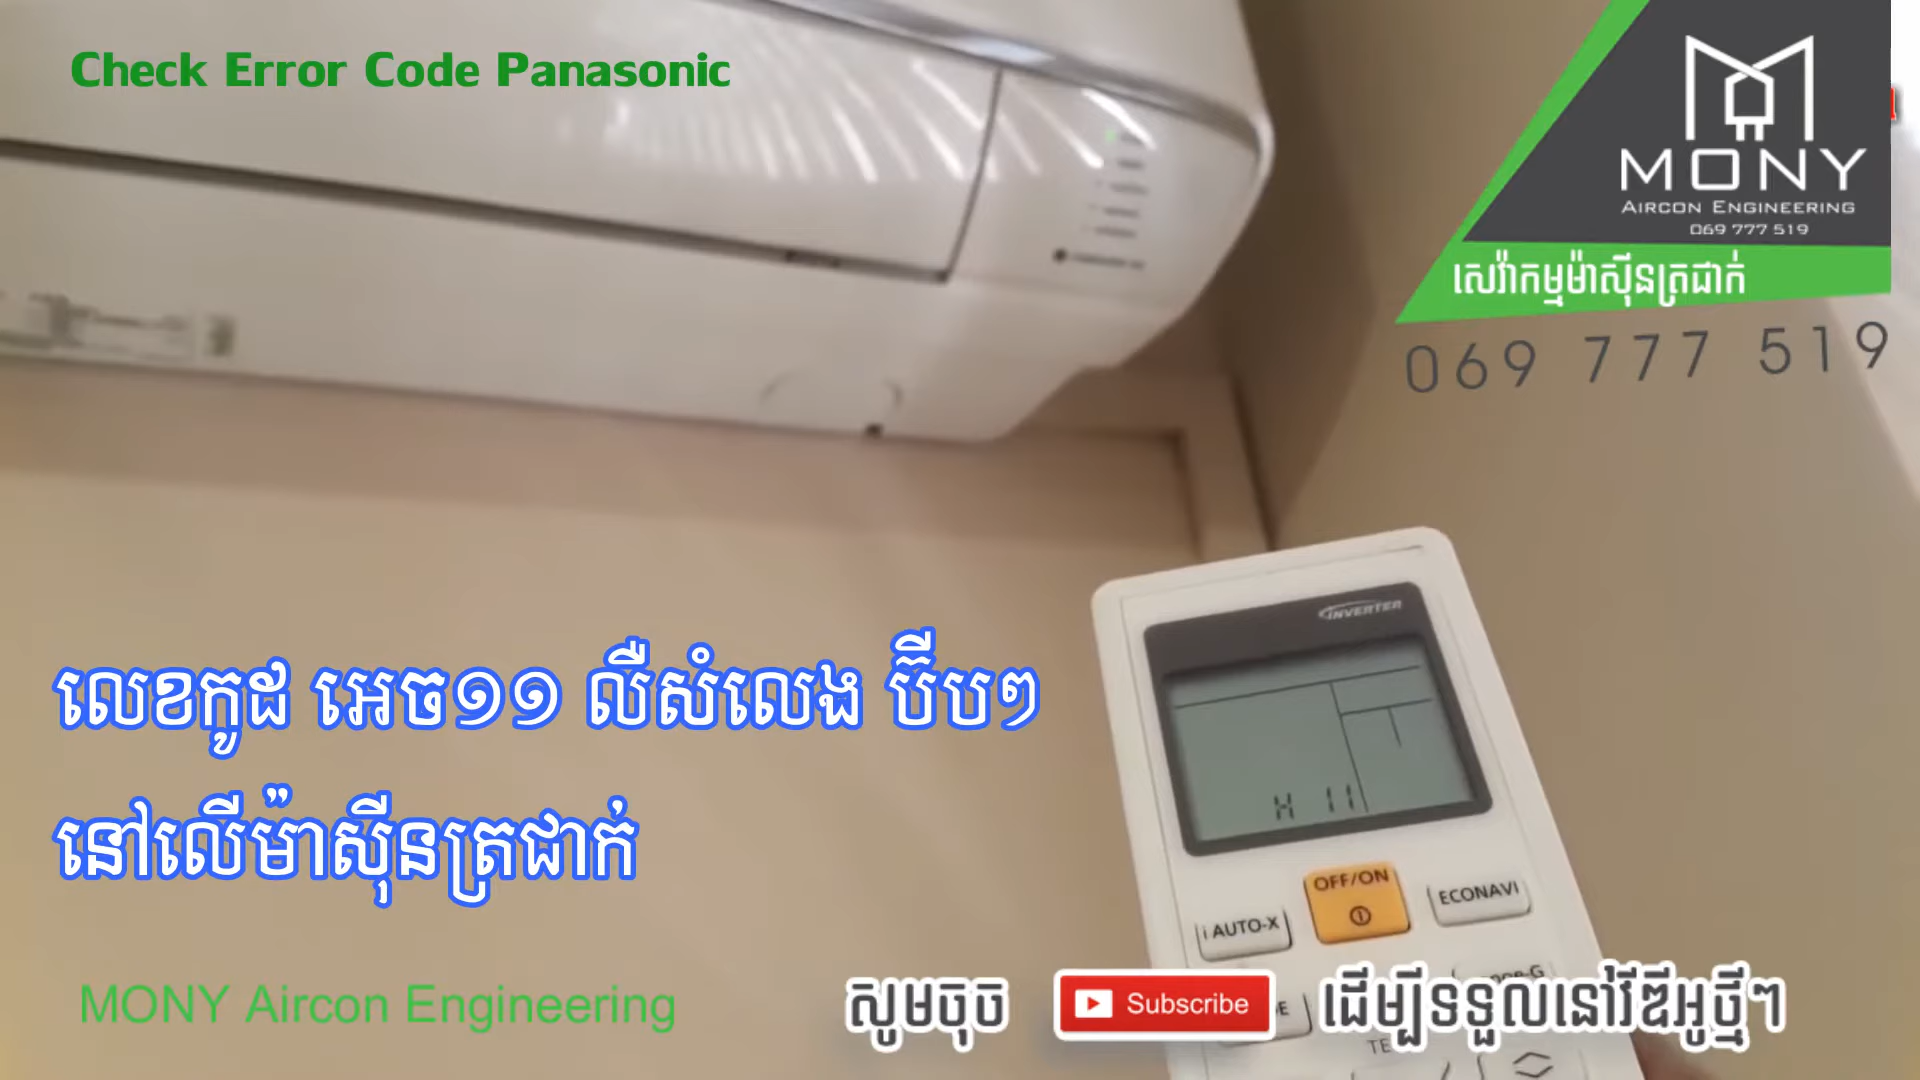 Check Error Code Panasonic
MONY
AIRCON ENGINEERING
069 777 519
សេវ៉ាកម្មម៉ាស៊ីនត្រជាក់
069 777 519
INVERTER
លេខកូដ អេច១១ លឺសំលេង ប៊ីបៗ
នៅលើម៉ាស៊ីនត្រជាក់
H 11
OFF/ON
i AUTO-X
ECONAVI
MONY Aircon Engineering
សូមចុច
Subscribe
ដើម្បីទទួលនៅវីឌីអូថ្មីៗ